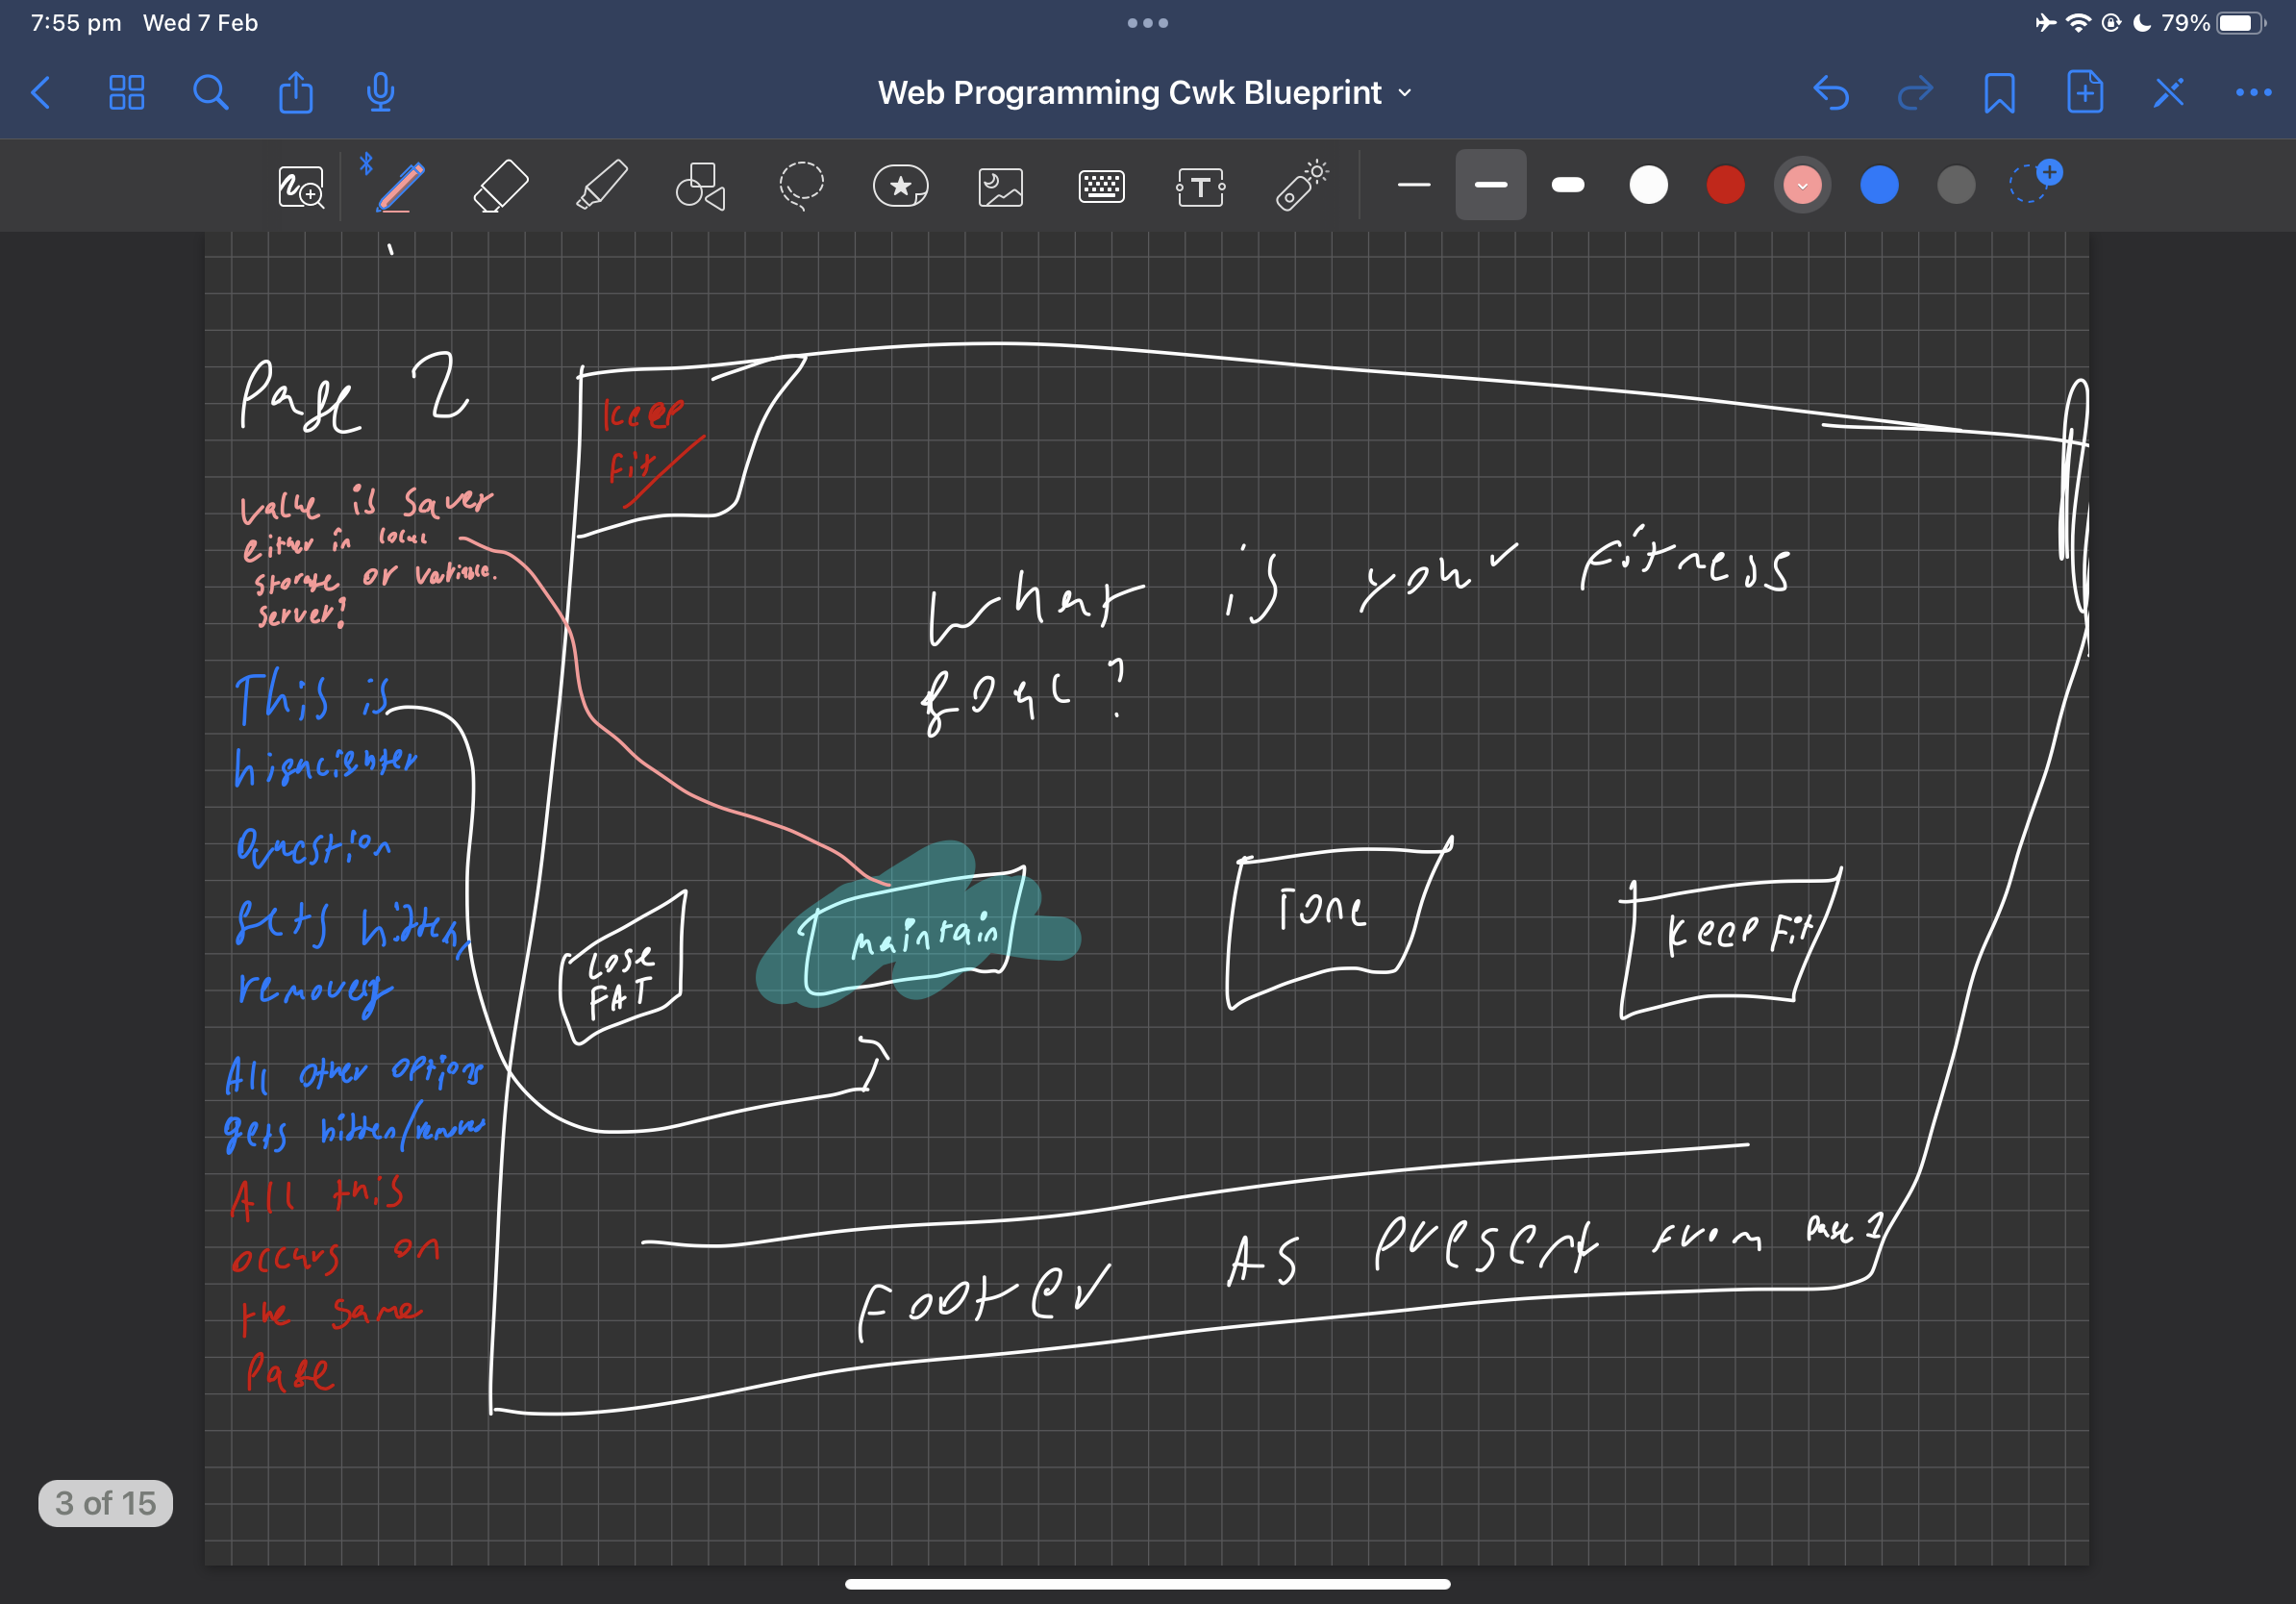 7:55 pm Wed 7 Feb
79%
Web Programming Cwk Blueprint
T
Page 2
Keep
Fit
value is saver
either in local
storage or variable.
server?
What is your fitness
goal?
This is
highlighter
Question
gets hidden,
removed
All other options
gets hidden/removed
All this
occurs on
the same
Page
LOSE
FAT
maintain
Tone
Keep Fit
Footer AS Present from page 1
3 of 15